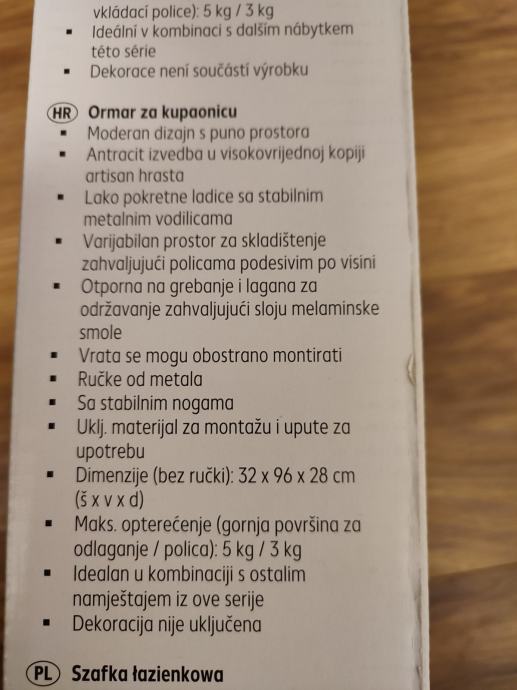 vkládací police): 5 kg / 3 kg
▪ Ideální v kombinaci s dalším nábytkem
této série
▪ Dekorace není součástí výrobku
HR Ormar za kupaonicu
▪ Moderan dizajn s puno prostora
▪ Antracit izvedba u visokovrijednoj kopiji
artisan hrasta
▪ Lako pokretne ladice sa stabilnim
metalnim vodilicama
▪ Varijabilan prostor za skladištenje
zahvaljujući policama podesivim po visini
▪ Otporna na grebanje i lagana za
održavanje zahvaljujući sloju melaminske
smole
▪ Vrata se mogu obostrano montirati
▪ Ručke od metala
▪ Sa stabilnim nogama
▪ Uklj. materijal za montažu i upute za
upotrebu
▪ Dimenzije (bez ručki): 32 x 96 x 28 cm
(š x v x d)
▪ Maks. opterećenje (gornja površina za
odlaganje / polica): 5 kg / 3 kg
▪ Idealan u kombinaciji s ostalim
namještajem iz ove serije
▪ Dekoracija nije uključena
PL Szafka łazienkowa